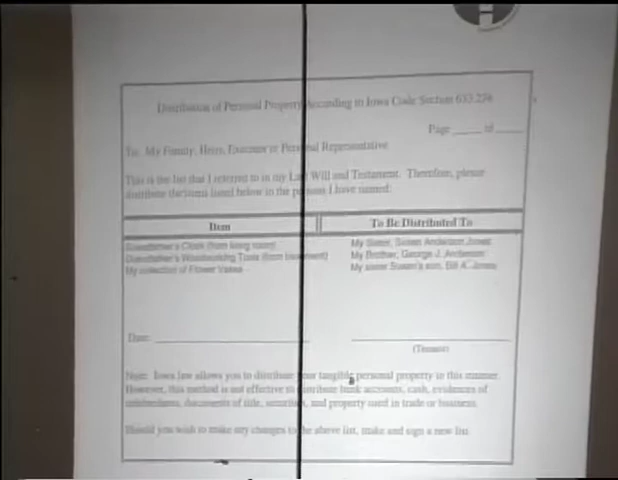 Distribution of Personal Property According to Iowa Code Section 633.276
Page ____ of ____
To: My Family, Heirs, Executor or Personal Representative
This is the list that I referred to in my Last Will and Testament. Therefore, please
distribute the items listed below to the persons I have named:
Item To Be Distributed To
Grandfather's Clock (from living room) My Sister, Susan Anderson Jones
Grandfather's Woodworking Tools (from basement) My Brother, George J. Anderson
My collection of Flower Vases My sister Susan's son, Bill A. Jones
Date: ____________________
(Testator)
Note: Iowa law allows you to distribute your tangible personal property in this manner.
However, this method is not effective to distribute bank accounts, cash, evidences of
indebtedness, documents of title, securities, and property used in trade or business.
Should you wish to make any changes to the above list, make and sign a new list.